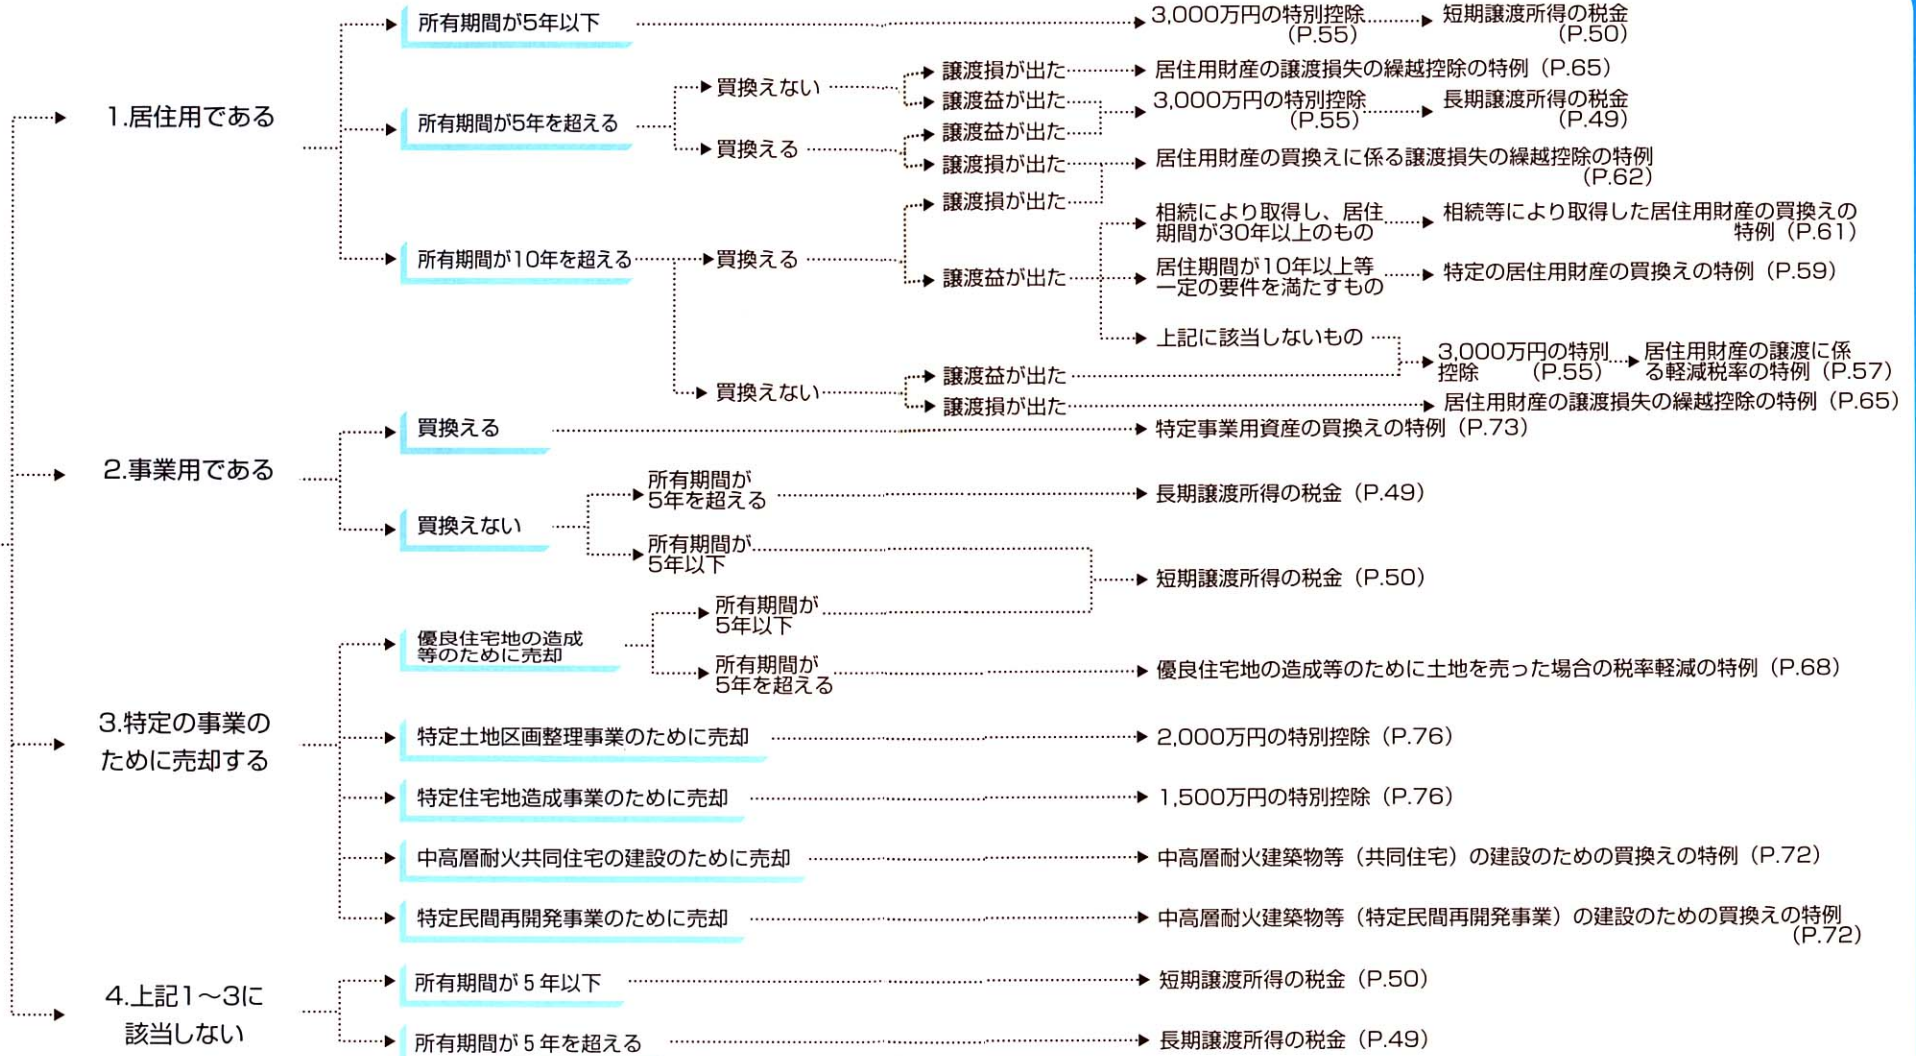 所有期間が5年以下
3,000万円の特別控除
(P.55)
短期譲渡所得の税金
(P.50)
1.居住用である
所有期間が5年を超える
買換えない
譲渡損が出た
居住用財産の譲渡損失の繰越控除の特例（P.65）
譲渡益が出た
3,000万円の特別控除
(P.55)
長期譲渡所得の税金
(P.49)
買換える
譲渡益が出た
譲渡損が出た
居住用財産の買換えに係る譲渡損失の繰越控除の特例
(P.62)
所有期間が10年を超える
買換える
譲渡損が出た
譲渡益が出た
相続により取得し、居住
期間が30年以上のもの
相続等により取得した居住用財産の買換えの
特例（P.61）
居住期間が10年以上等
一定の要件を満たすもの
特定の居住用財産の買換えの特例（P.59）
上記に該当しないもの
3,000万円の特別
控除 (P.55)
居住用財産の譲渡に係
る軽減税率の特例（P.57）
買換えない
譲渡益が出た
譲渡損が出た
居住用財産の譲渡損失の繰越控除の特例（P.65）
2.事業用である
買換える
特定事業用資産の買換えの特例（P.73）
買換えない
所有期間が
5年を超える
長期譲渡所得の税金（P.49）
所有期間が
5年以下
短期譲渡所得の税金（P.50）
3.特定の事業の
ために売却する
優良住宅地の造成
等のために売却
所有期間が
5年以下
所有期間が
5年を超える
優良住宅地の造成等のために土地を売った場合の税率軽減の特例（P.68）
特定土地区画整理事業のために売却
2,000万円の特別控除（P.76）
特定住宅地造成事業のために売却
1,500万円の特別控除（P.76）
中高層耐火共同住宅の建設のために売却
中高層耐火建築物等（共同住宅）の建設のための買換えの特例（P.72）
特定民間再開発事業のために売却
中高層耐火建築物等（特定民間再開発事業）の建設のための買換えの特例
(P.72)
4.上記1～3に
該当しない
所有期間が5年以下
短期譲渡所得の税金（P.50）
所有期間が5年を超える
長期譲渡所得の税金（P.49）